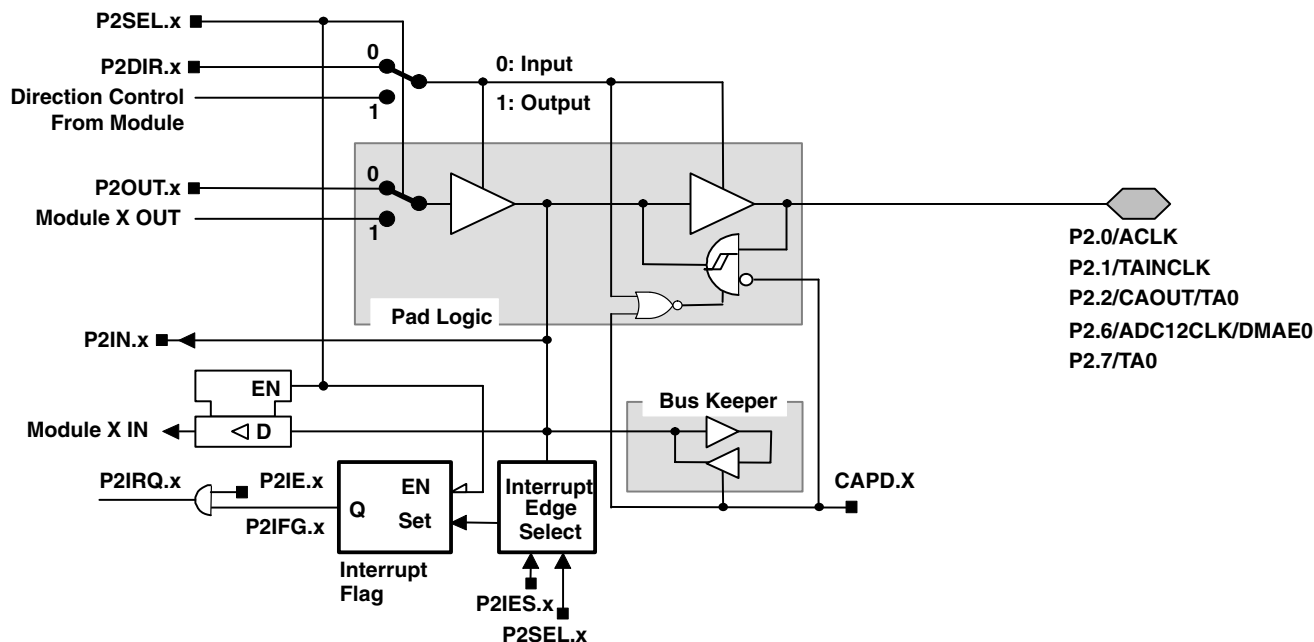 P2SEL.x
P2DIR.x
0
0: Input
Direction Control
From Module
1
1: Output
P2OUT.x
0
Module X OUT
1
P2.0/ACLK
P2.1/TAINCLK
P2.2/CAOUT/TA0
P2.6/ADC12CLK/DMAE0
P2.7/TA0
Pad Logic
P2IN.x
EN
Bus Keeper
Module X IN
D
P2IRQ.x
P2IE.x
EN
Interrupt
Edge
Select
CAPD.X
Q
Set
P2IFG.x
Interrupt
Flag
P2IES.x
P2SEL.x